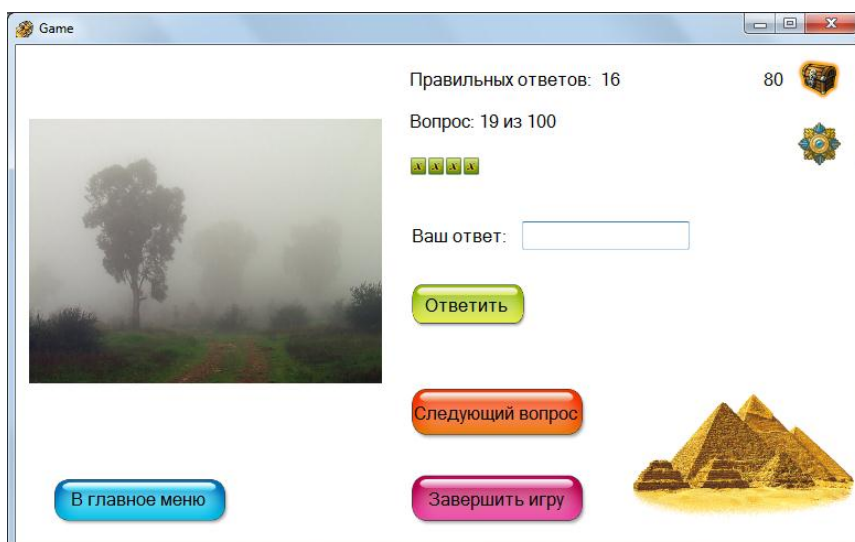 Game
Правильных ответов: 16
80
Вопрос: 19 из 100
x x x x
Ваш ответ:
Ответить
Следующий вопрос
В главное меню
Завершить игру